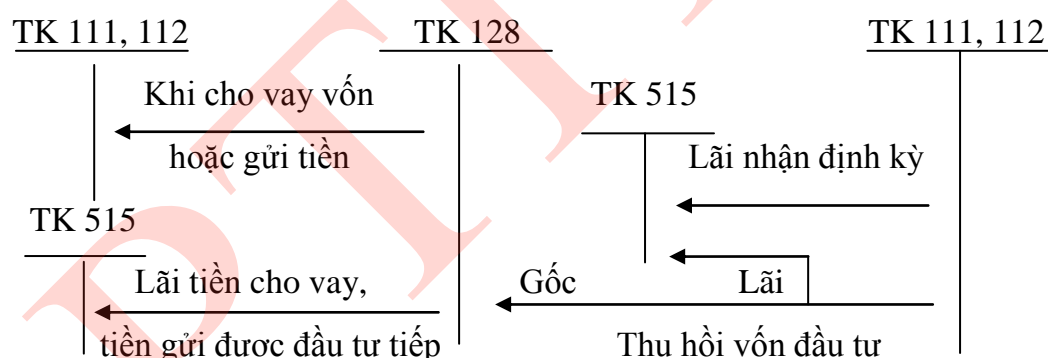 TK 111, 112 TK 128 TK 111, 112
Khi cho vay vốn TK 515
hoặc gửi tiền Lãi nhận định kỳ
TK 515
Lãi tiền cho vay, Gốc Lãi
tiền gửi được đầu tư tiếp Thu hồi vốn đầu tư